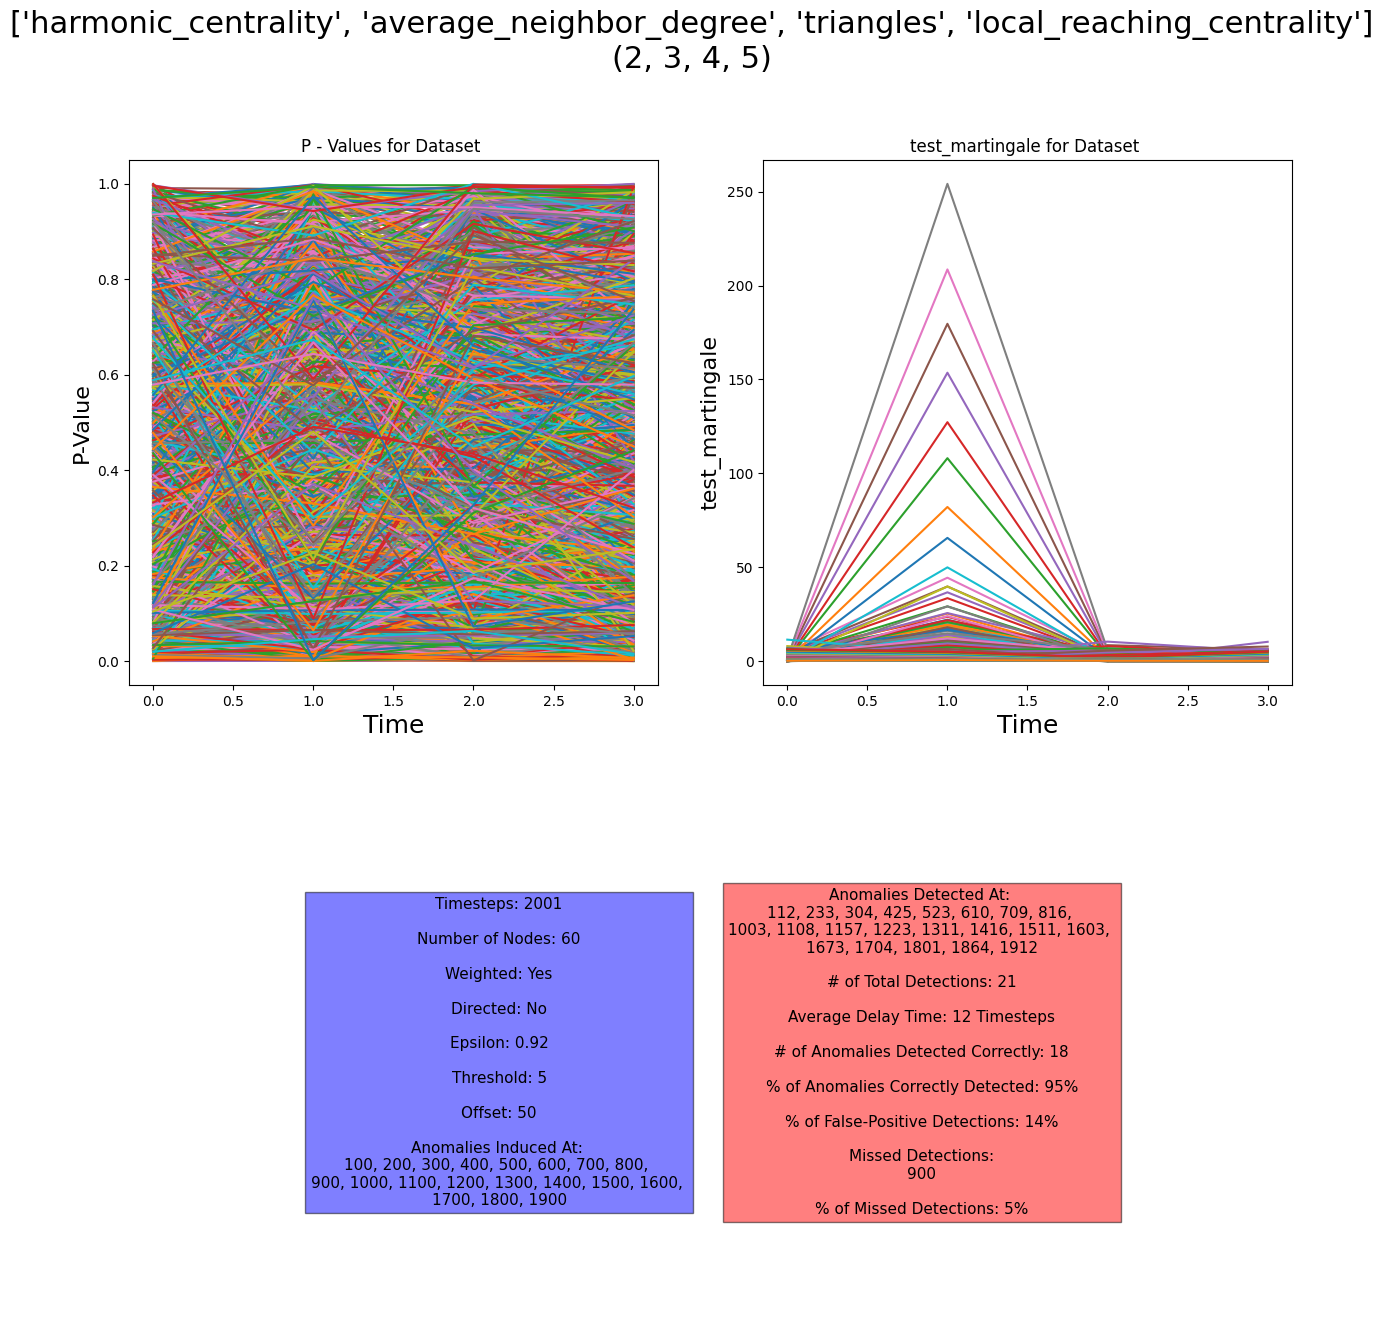 ['harmonic_centrality', 'average_neighbor_degree', 'triangles', 'local_reaching_centrality']
(2, 3, 4, 5)
P - Values for Dataset
1.0
0.8
0.6
0.4
0.2
0.0
P-Value
0.0 0.5 1.0 1.5 2.0 2.5 3.0
Time
test_martingale for Dataset
250
200
150
100
50
0
test_martingale
0.0 0.5 1.0 1.5 2.0 2.5 3.0
Time
Timesteps: 2001
Number of Nodes: 60
Weighted: Yes
Directed: No
Epsilon: 0.92
Threshold: 5
Offset: 50
Anomalies Induced At:
100, 200, 300, 400, 500, 600, 700, 800,
900, 1000, 1100, 1200, 1300, 1400, 1500, 1600,
1700, 1800, 1900
Anomalies Detected At:
112, 233, 304, 425, 523, 610, 709, 816,
1003, 1108, 1157, 1223, 1311, 1416, 1511, 1603,
1673, 1704, 1801, 1864, 1912
# of Total Detections: 21
Average Delay Time: 12 Timesteps
# of Anomalies Detected Correctly: 18
% of Anomalies Correctly Detected: 95%
% of False-Positive Detections: 14%
Missed Detections:
900
% of Missed Detections: 5%